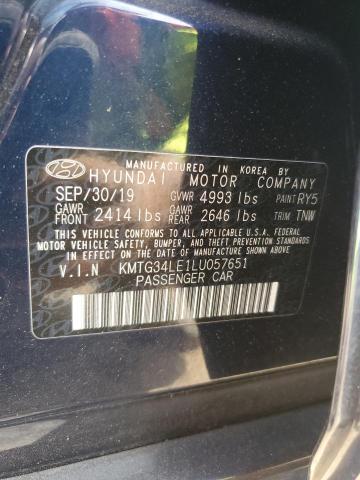 MANUFACTURED IN KOREA BY
HYUNDAI MOTOR COMPANY
SEP/30/19 GVWR 4993 lbs PAINT RY5
GAWR FRONT 2414 lbs GAWR REAR 2646 lbs TRIM TNW
THIS VEHICLE CONFORMS TO ALL APPLICABLE U.S.A FEDERAL
MOTOR VEHICLE SAFETY, BUMPER, AND THEFT PREVENTION
STANDARDS IN EFFECT ON THE DATE OF MANUFACTURE SHOWN ABOVE.
V.I.N KMTG34LE1LU057651
PASSENGER CAR